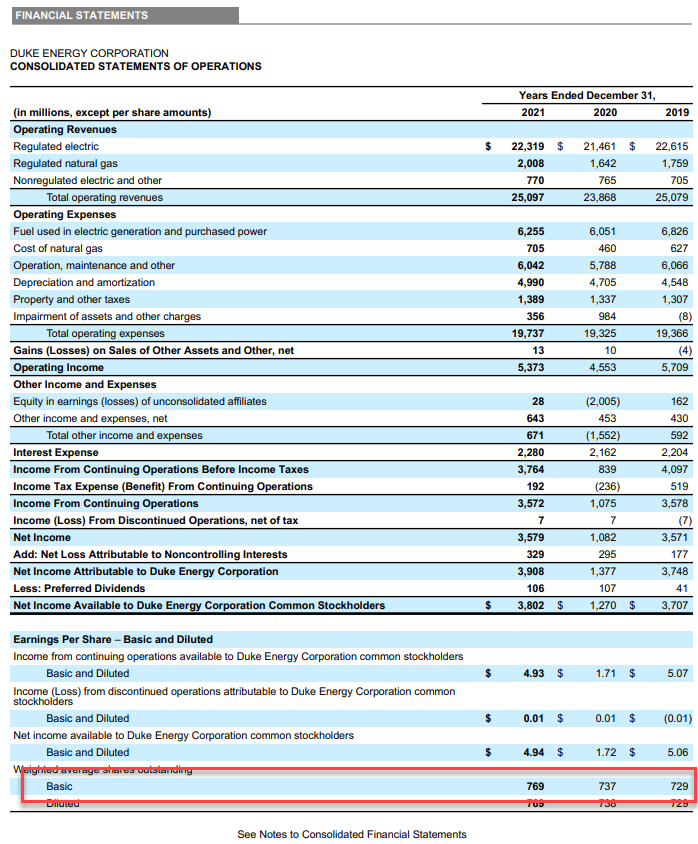 FINANCIAL STATEMENTS
DUKE ENERGY CORPORATION
CONSOLIDATED STATEMENTS OF OPERATIONS
Years Ended December 31,
(in millions, except per share amounts) 2021 2020 2019
Operating Revenues
Regulated electric $ 22,319 $ 21,461 $ 22,615
Regulated natural gas 2,008 1,642 1,759
Nonregulated electric and other 770 765 705
Total operating revenues 25,097 23,868 25,079
Operating Expenses
Fuel used in electric generation and purchased power 6,255 6,051 6,826
Cost of natural gas 705 460 627
Operation, maintenance and other 6,042 5,788 6,066
Depreciation and amortization 4,990 4,705 4,548
Property and other taxes 1,389 1,337 1,307
Impairment of assets and other charges 356 984 (8)
Total operating expenses 19,737 19,325 19,366
Gains (Losses) on Sales of Other Assets and Other, net 13 10 (4)
Operating Income 5,373 4,553 5,709
Other Income and Expenses
Equity in earnings (losses) of unconsolidated affiliates 28 (2,005) 162
Other income and expenses, net 643 453 430
Total other income and expenses 671 (1,552) 592
Interest Expense 2,280 2,162 2,204
Income From Continuing Operations Before Income Taxes 3,764 839 4,097
Income Tax Expense (Benefit) From Continuing Operations 192 (236) 519
Income From Continuing Operations 3,572 1,075 3,578
Income (Loss) From Discontinued Operations, net of tax 7 7 (7)
Net Income 3,579 1,082 3,571
Add: Net Loss Attributable to Noncontrolling Interests 329 295 177
Net Income Attributable to Duke Energy Corporation 3,908 1,377 3,748
Less: Preferred Dividends 106 107 41
Net Income Available to Duke Energy Corporation Common Stockholders $ 3,802 $ 1,270 $ 3,707
Earnings Per Share – Basic and Diluted
Income from continuing operations available to Duke Energy Corporation common stockholders
Basic and Diluted $ 4.93 $ 1.71 $ 5.07
Income (Loss) from discontinued operations attributable to Duke Energy Corporation common
stockholders
Basic and Diluted $ 0.01 $ 0.01 $ (0.01)
Net income available to Duke Energy Corporation common stockholders
Basic and Diluted $ 4.94 $ 1.72 $ 5.06
Weighted average shares outstanding
Basic 769 737 729
Diluted 769 738 729
See Notes to Consolidated Financial Statements